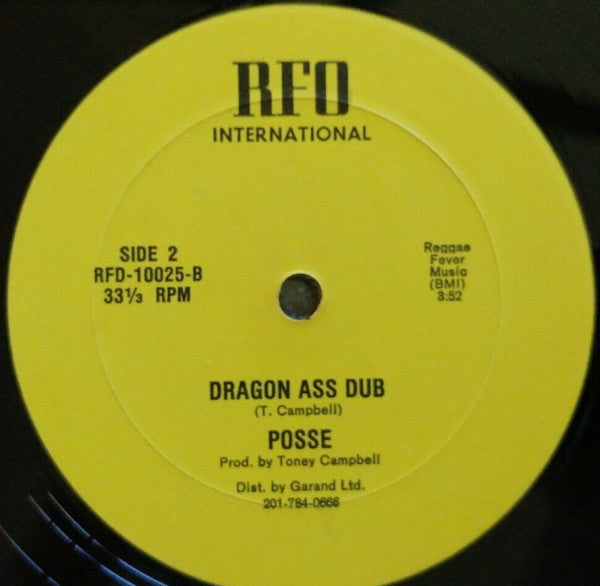 RFO
INTERNATIONAL
SIDE 2
RFD-10025-B
33⅓ RPM
Reggae
Fever
Music
(BMI)
3:52
DRAGON ASS DUB
(T. Campbell)
POSSE
Prod. by Toney Campbell
Dist. by Garand Ltd.
201-784-0666